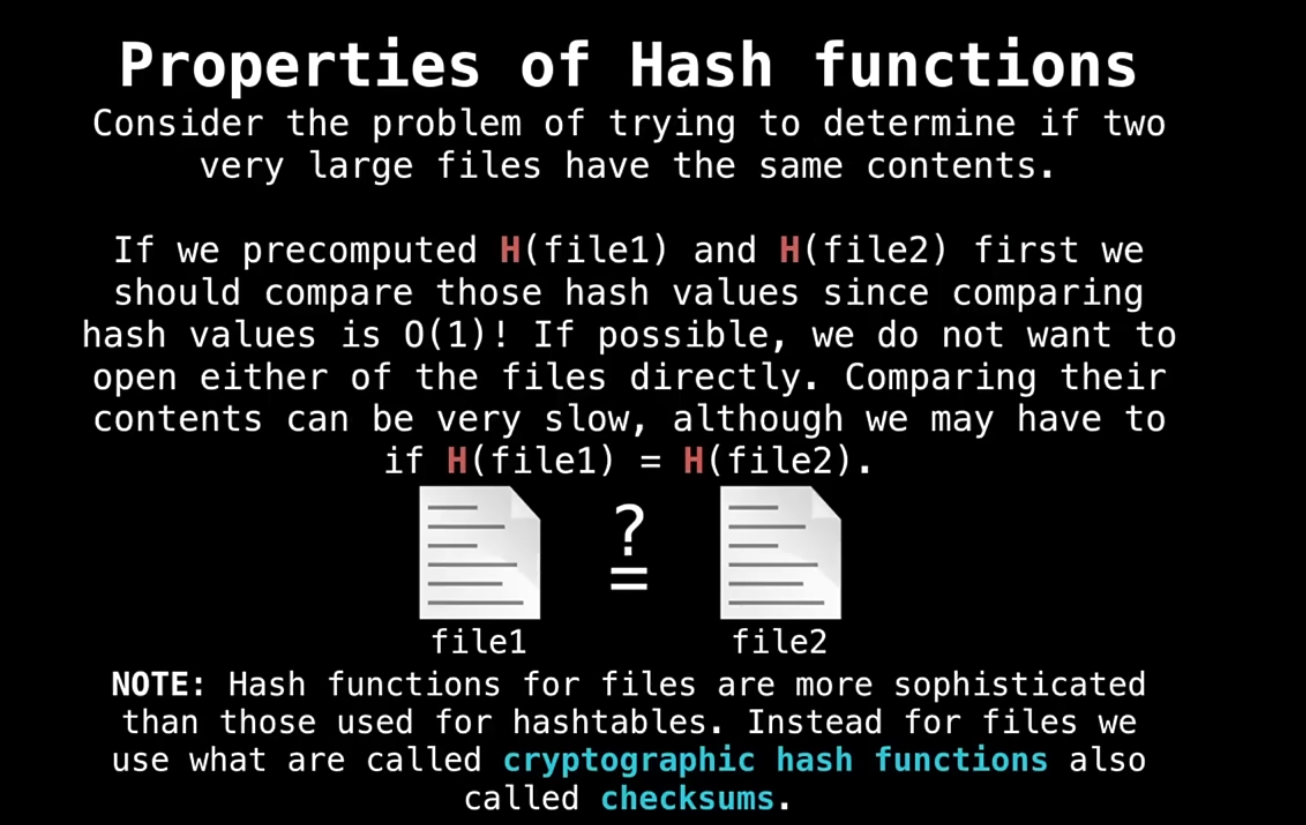 Properties of Hash functions
Consider the problem of trying to determine if two
very large files have the same contents.
If we precomputed H(file1) and H(file2) first we
should compare those hash values since comparing
hash values is O(1)! If possible, we do not want to
open either of the files directly. Comparing their
contents can be very slow, although we may have to
if H(file1) = H(file2).
?
=
file1
file2
NOTE: Hash functions for files are more sophisticated
than those used for hashtables. Instead for files we
use what are called cryptographic hash functions also
called checksums.